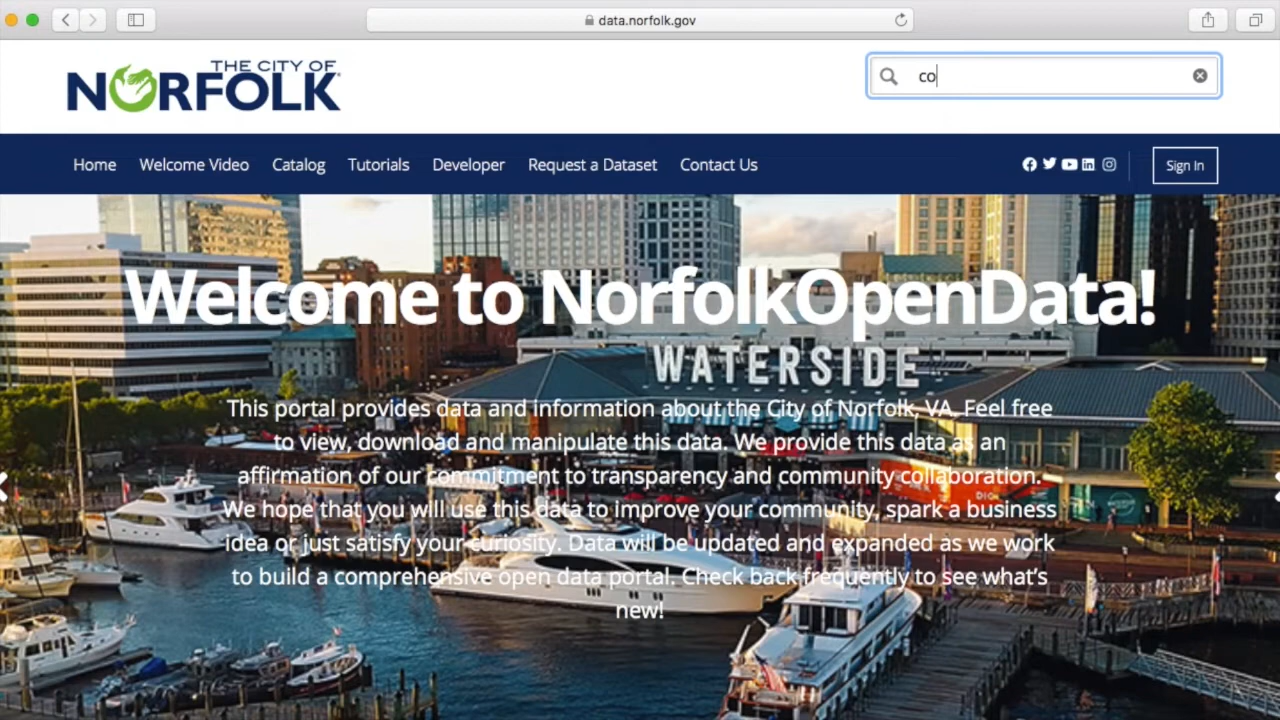 data.norfolk.gov
THE CITY OF
NORFOLK
co
Home Welcome Video Catalog Tutorials Developer Request a Dataset Contact Us Sign In
Welcome to NorfolkOpenData!
WATERSIDE
This portal provides data and information about the City of Norfolk, VA. Feel free
to view, download and manipulate this data. We provide this data as an
affirmation of our commitment to transparency and community collaboration.
We hope that you will use this data to improve your community, spark a business
idea or just satisfy your curiosity. Data will be updated and expanded as we work
to build a comprehensive open data portal. Check back frequently to see what's
new!